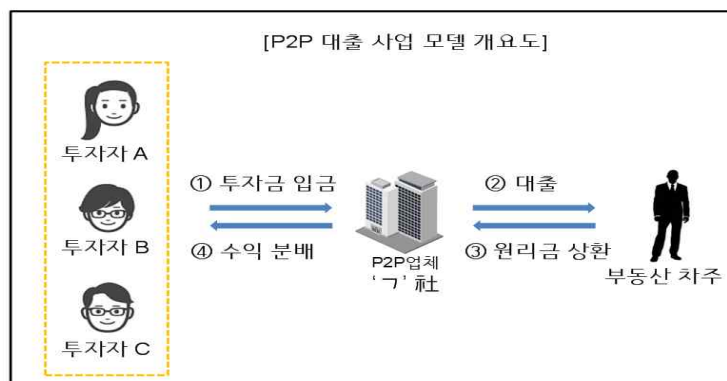 [P2P 대출 사업 모델 개요도]
투자자 A
투자자 B
투자자 C
① 투자금 입금
④ 수익 분배
P2P업체
‘ㄱ’ 社
② 대출
③ 원리금 상환
부동산 차주